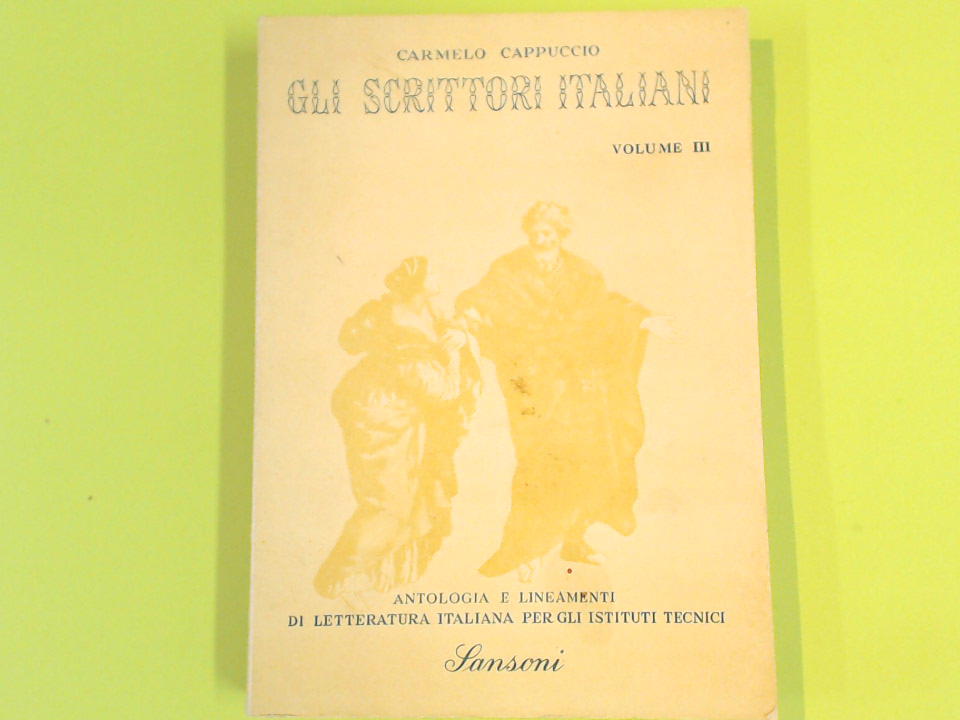 CARMELO CAPPUCCIO
GLI SCRITTORI ITALIANI
VOLUME III
ANTOLOGIA E LINEAMENTI
DI LETTERATURA ITALIANA PER GLI ISTITUTI TECNICI
Sansoni